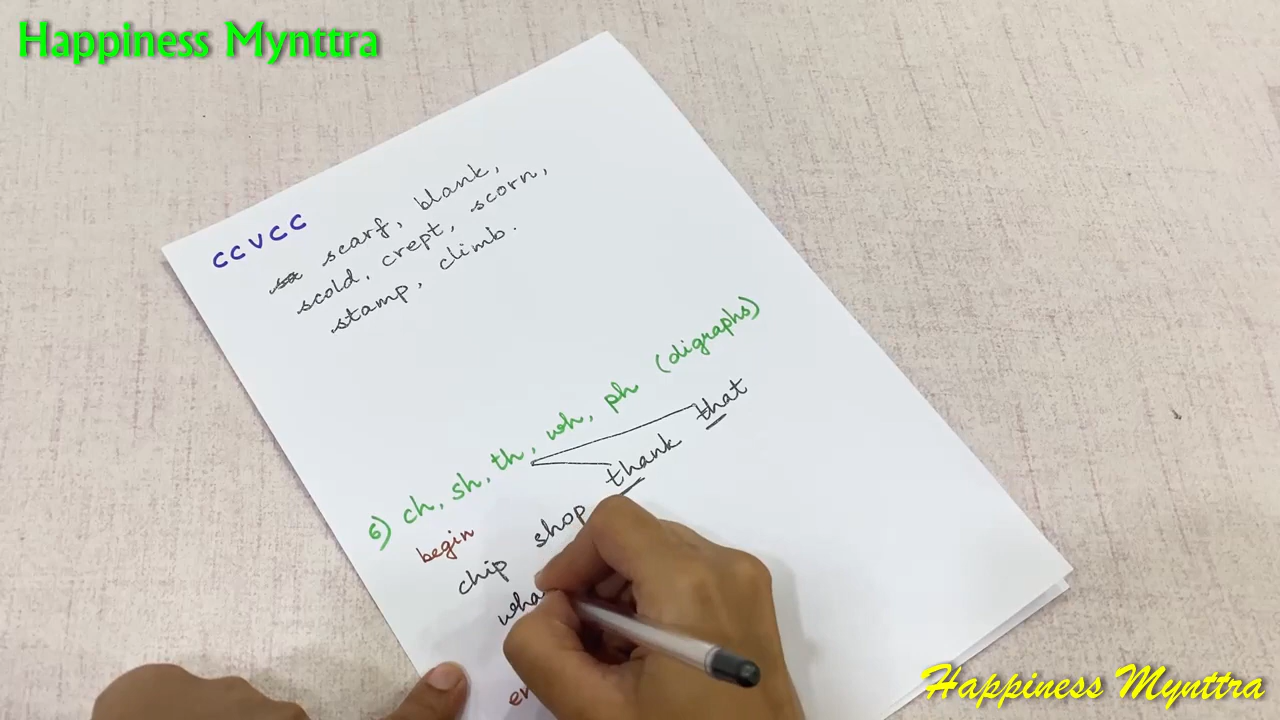 Happiness Mynttra
CCVCC
scarf, blank,
scold, crept, scorn,
stamp, climb.
6) ch, sh, th, wh, ph (digraphs)
begin
chip shop thank that
wha
Happiness Mynttra